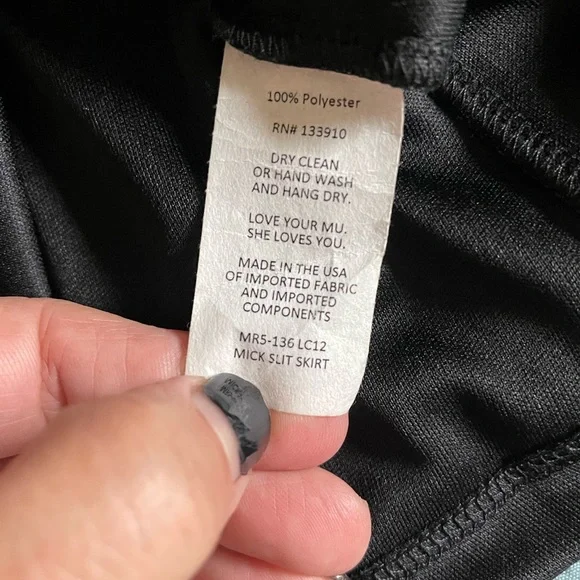 100% Polyester
RN# 133910
DRY CLEAN
OR HAND WASH
AND HANG DRY.
LOVE YOUR MU.
SHE LOVES YOU.
MADE IN THE USA
OF IMPORTED FABRIC
AND IMPORTED
COMPONENTS
MR5-136 LC12
MICK SLIT SKIRT